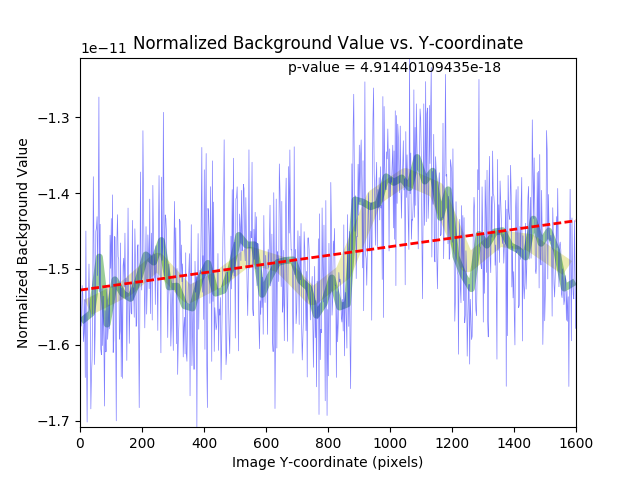 1e−11
Normalized Background Value vs. Y-coordinate
p-value = 4.91440109435e-18
−1.3
−1.4
−1.5
−1.6
−1.7
Normalized Background Value
0 200 400 600 800 1000 1200 1400 1600
Image Y-coordinate (pixels)